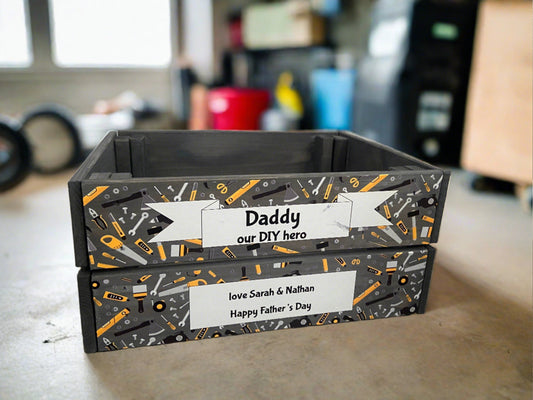 Daddy
our DIY hero
love Sarah & Nathan
Happy Father's Day